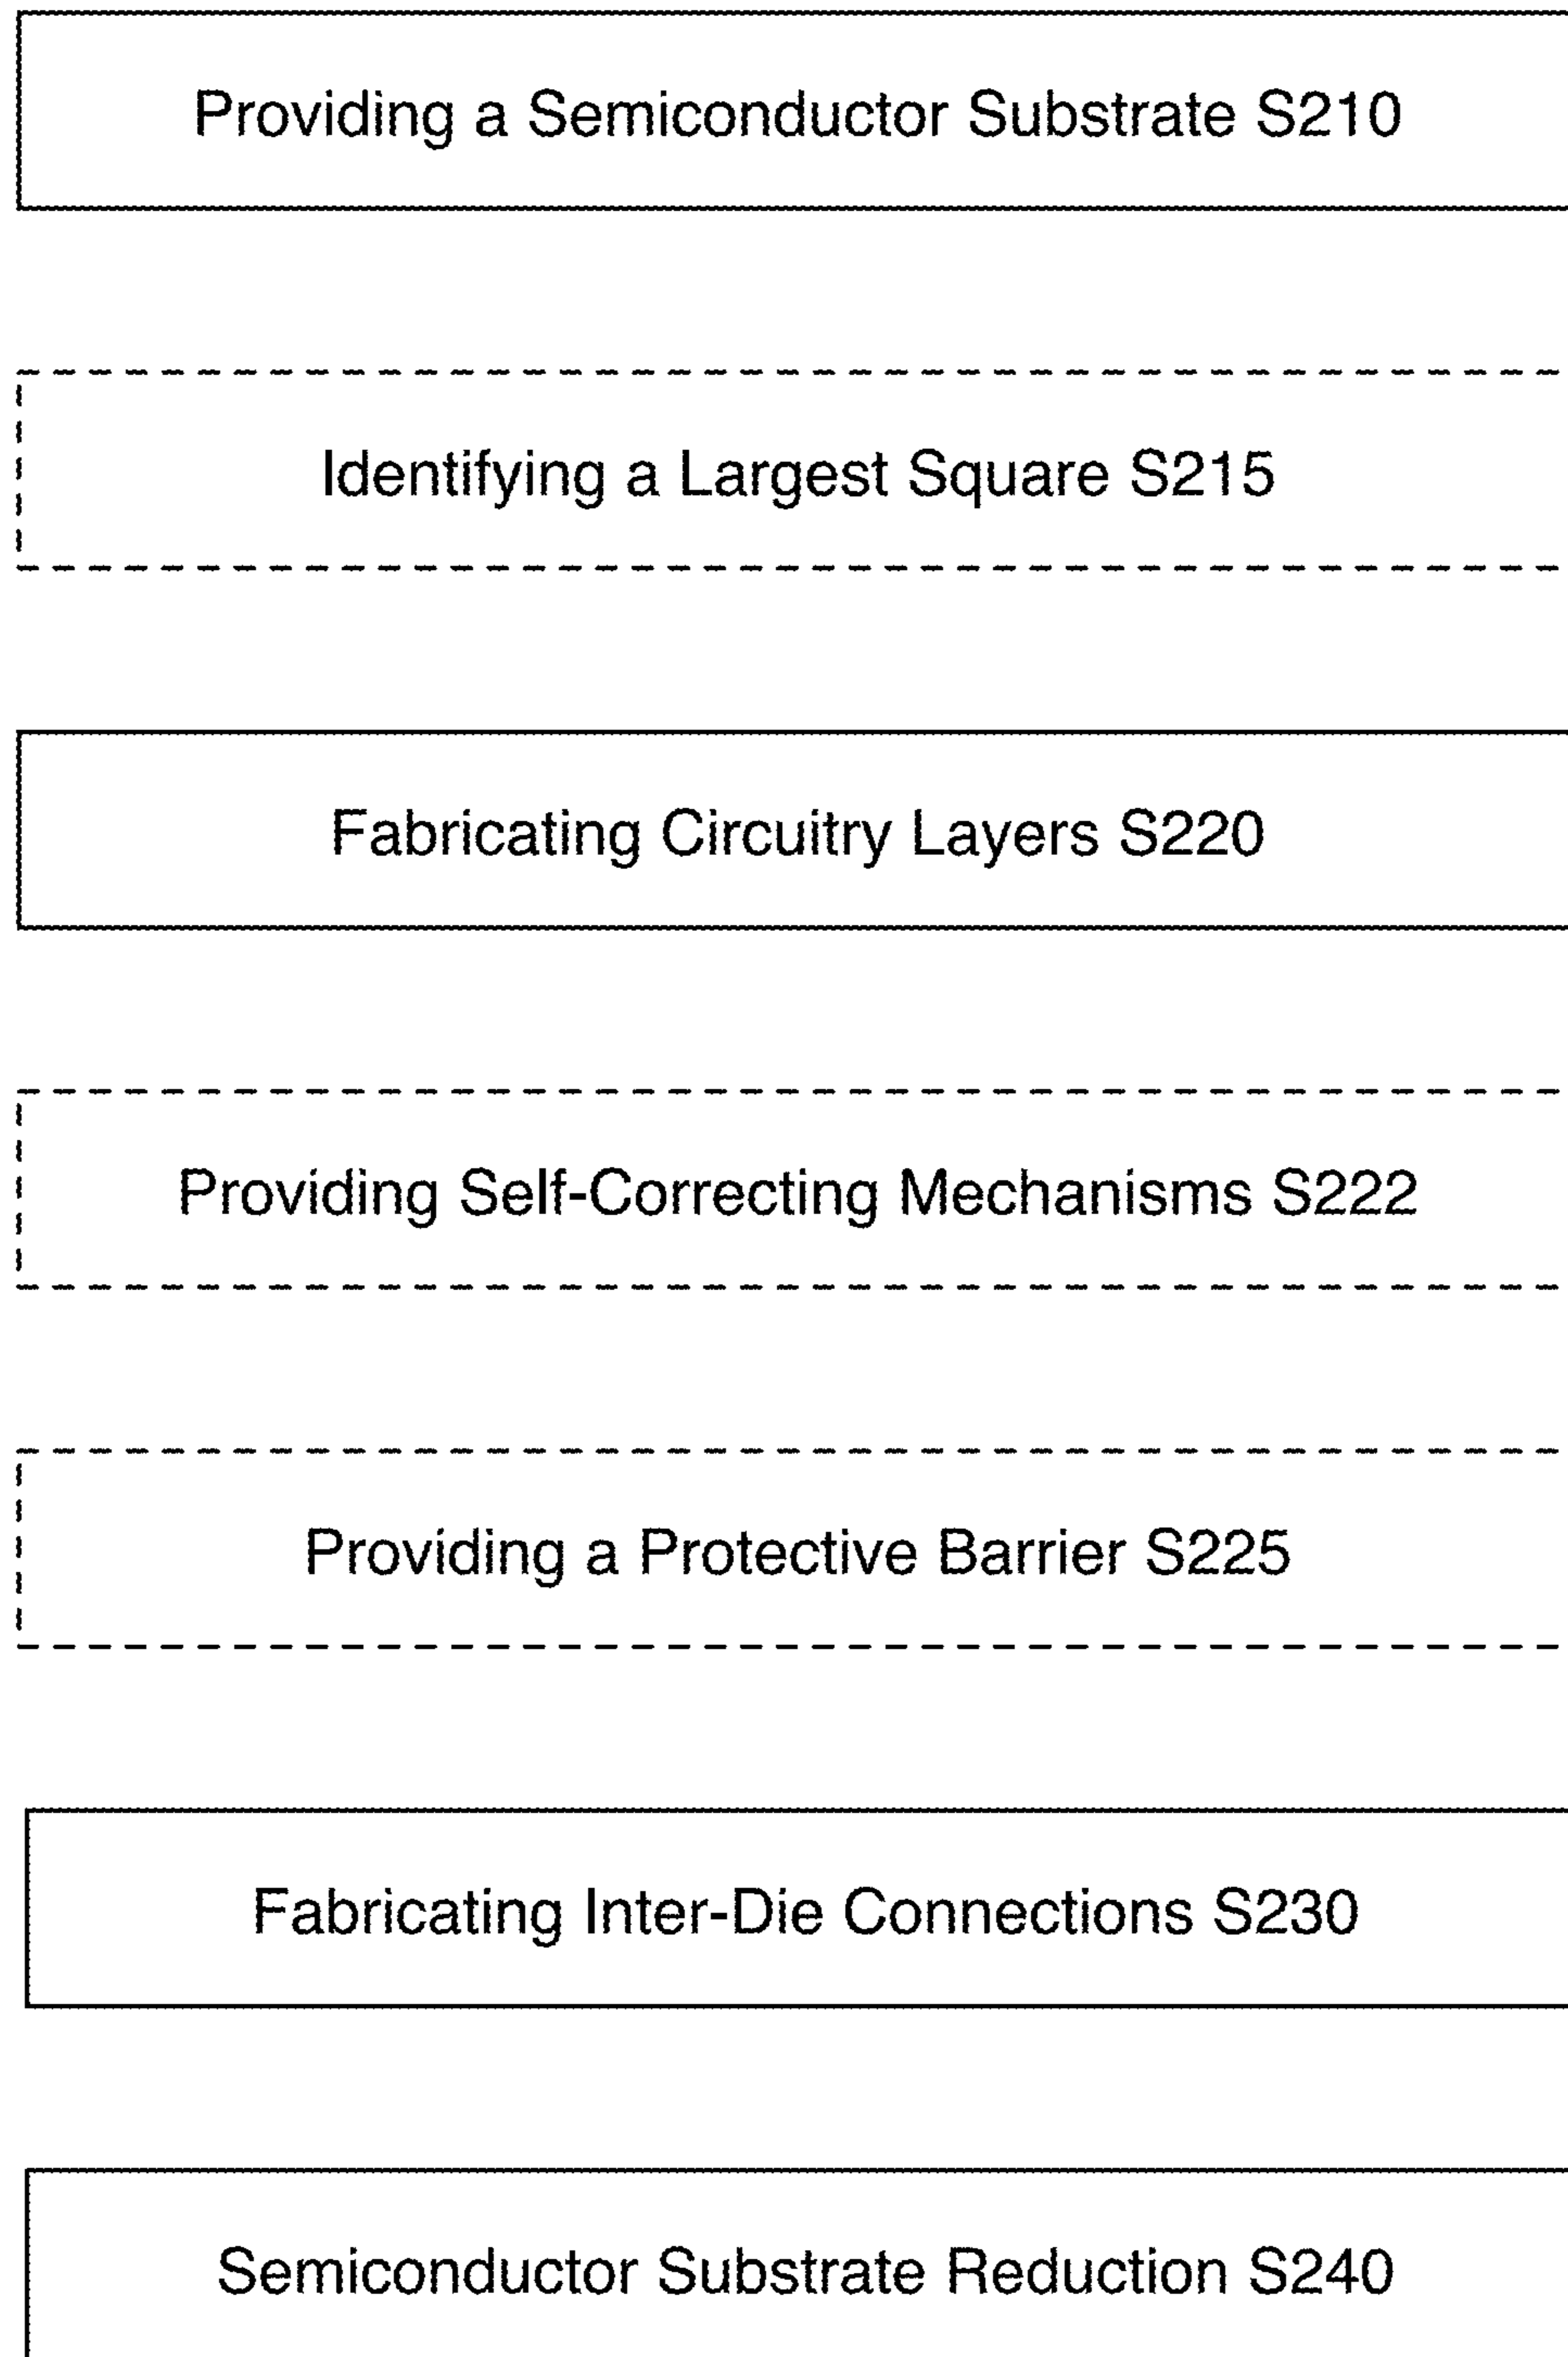 Providing a Semiconductor Substrate S210
Identifying a Largest Square S215
Fabricating Circuitry Layers S220
Providing Self-Correcting Mechanisms S222
Providing a Protective Barrier S225
Fabricating Inter-Die Connections S230
Semiconductor Substrate Reduction S240